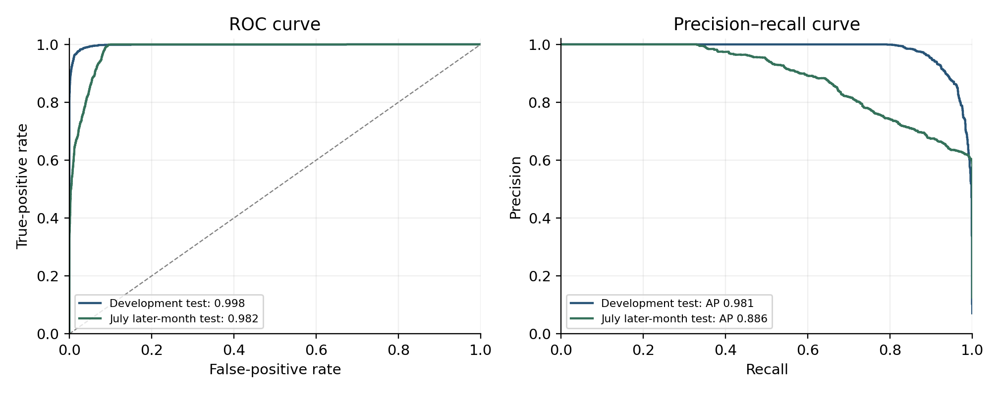 ROC curve
True-positive rate
1.0
0.8
0.6
0.4
0.2
0.0
Development test: 0.998
July later-month test: 0.982
0.0 0.2 0.4 0.6 0.8 1.0
False-positive rate
Precision–recall curve
Precision
1.0
0.8
0.6
0.4
0.2
0.0
Development test: AP 0.981
July later-month test: AP 0.886
0.0 0.2 0.4 0.6 0.8 1.0
Recall